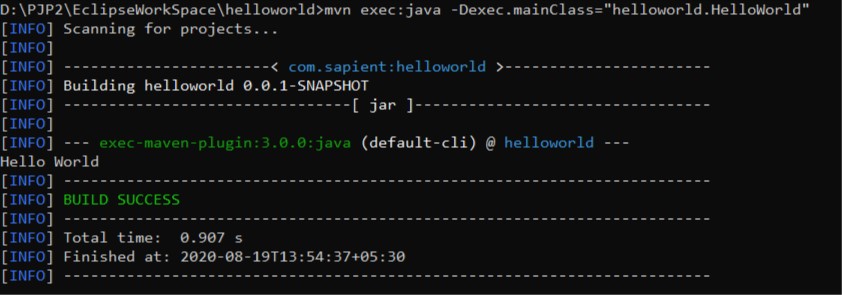 D:\PJP2\EclipseWorkSpace\helloworld>mvn exec:java -Dexec.mainClass="helloworld.HelloWorld"
[INFO] Scanning for projects...
[INFO]
[INFO] -----------------------< com.sapient:helloworld >-----------------------
[INFO] Building helloworld 0.0.1-SNAPSHOT
[INFO] --------------------------------[ jar ]---------------------------------
[INFO]
[INFO] --- exec-maven-plugin:3.0.0:java (default-cli) @ helloworld ---
Hello World
[INFO] ------------------------------------------------------------------------
[INFO] BUILD SUCCESS
[INFO] ------------------------------------------------------------------------
[INFO] Total time:  0.907 s
[INFO] Finished at: 2020-08-19T13:54:37+05:30
[INFO] ------------------------------------------------------------------------